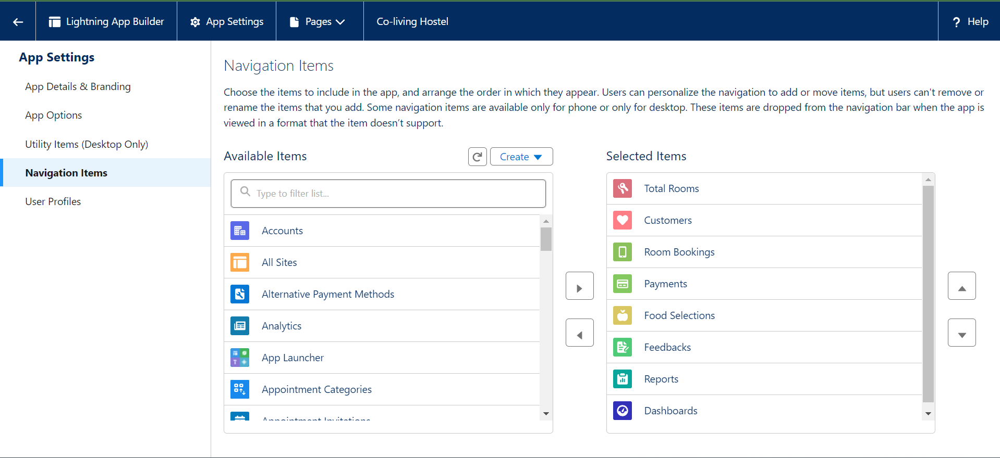 Lightning App Builder
App Settings
Pages
Co-living Hostel
? Help
App Settings
App Details & Branding
App Options
Utility Items (Desktop Only)
Navigation Items
User Profiles
Navigation Items
Choose the items to include in the app, and arrange the order in which they appear. Users can personalize the navigation to add or move items, but users can't remove or
rename the items that you add. Some navigation items are available only for phone or only for desktop. These items are dropped from the navigation bar when the app is
viewed in a format that the item doesn’t support.
Available Items
Create
Type to filter list...
Accounts
All Sites
Alternative Payment Methods
Analytics
App Launcher
Appointment Categories
Appointment Invitations
Selected Items
Total Rooms
Customers
Room Bookings
Payments
Food Selections
Feedbacks
Reports
Dashboards